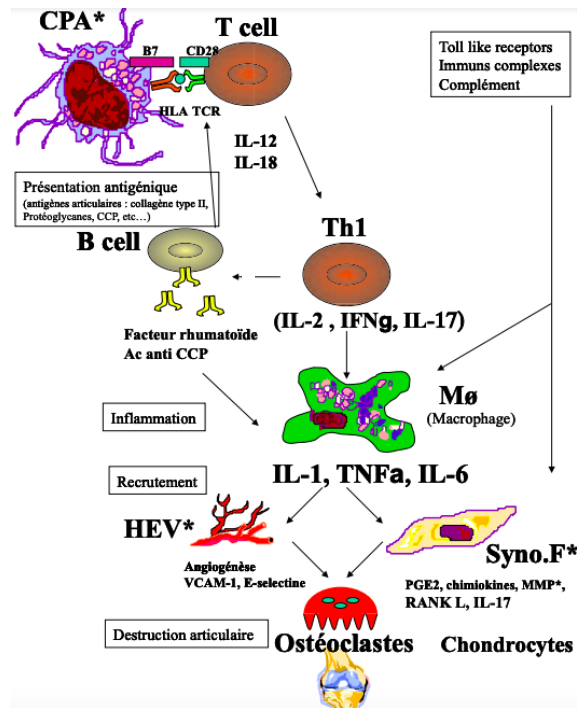 CPA*
T cell
B7
CD28
HLA TCR
Toll like receptors
Immuns complexes
Complément
IL-12
IL-18
Présentation antigénique
(antigènes articulaires : collagène type II,
Protéoglycanes, CCP, etc…)
B cell
Th1
(IL-2 , IFNg, IL-17)
Facteur rhumatoïde
Ac anti CCP
Mø
(Macrophage)
Inflammation
IL-1, TNFa, IL-6
Recrutement
HEV*
Syno.F*
Angiogénèse
VCAM-1, E-selectine
PGE2, chimiokines, MMP*,
RANK L, IL-17
Destruction articulaire
Ostéoclastes
Chondrocytes